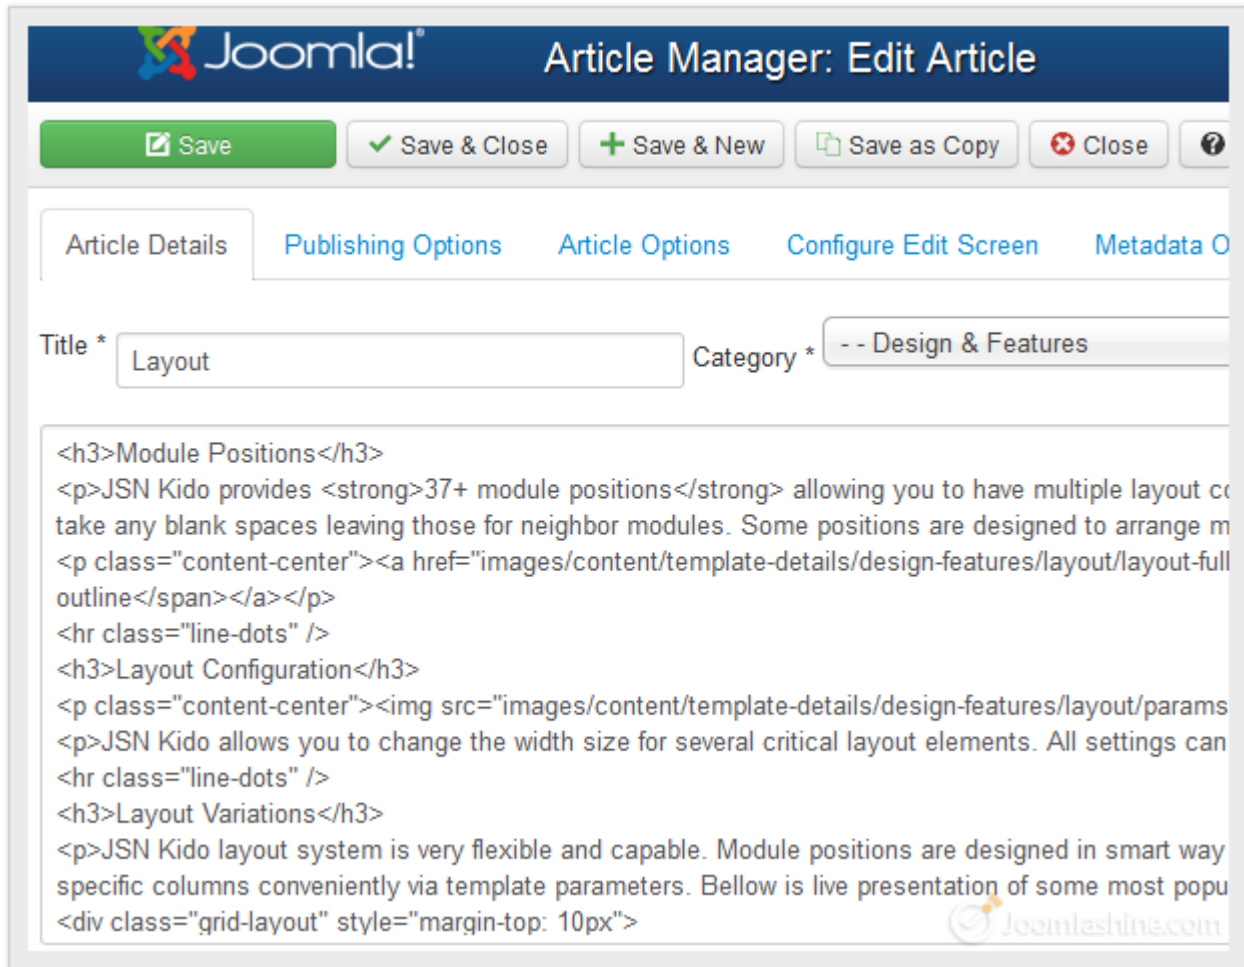 Joomla!® Article Manager: Edit Article
Save Save & Close Save & New Save as Copy Close
Article Details Publishing Options Article Options Configure Edit Screen Metadata O
Title * Layout Category * - - Design & Features
<h3>Module Positions</h3>
<p>JSN Kido provides <strong>37+ module positions</strong> allowing you to have multiple layout co
take any blank spaces leaving those for neighbor modules. Some positions are designed to arrange m
<p class="content-center"><a href="images/content/template-details/design-features/layout/layout-full
outline</span></a></p>
<hr class="line-dots" />
<h3>Layout Configuration</h3>
<p class="content-center"><img src="images/content/template-details/design-features/layout/params
<p>JSN Kido allows you to change the width size for several critical layout elements. All settings can
<hr class="line-dots" />
<h3>Layout Variations</h3>
<p>JSN Kido layout system is very flexible and capable. Module positions are designed in smart way
specific columns conveniently via template parameters. Bellow is live presentation of some most popu
<div class="grid-layout" style="margin-top: 10px">
Joomlashine.com